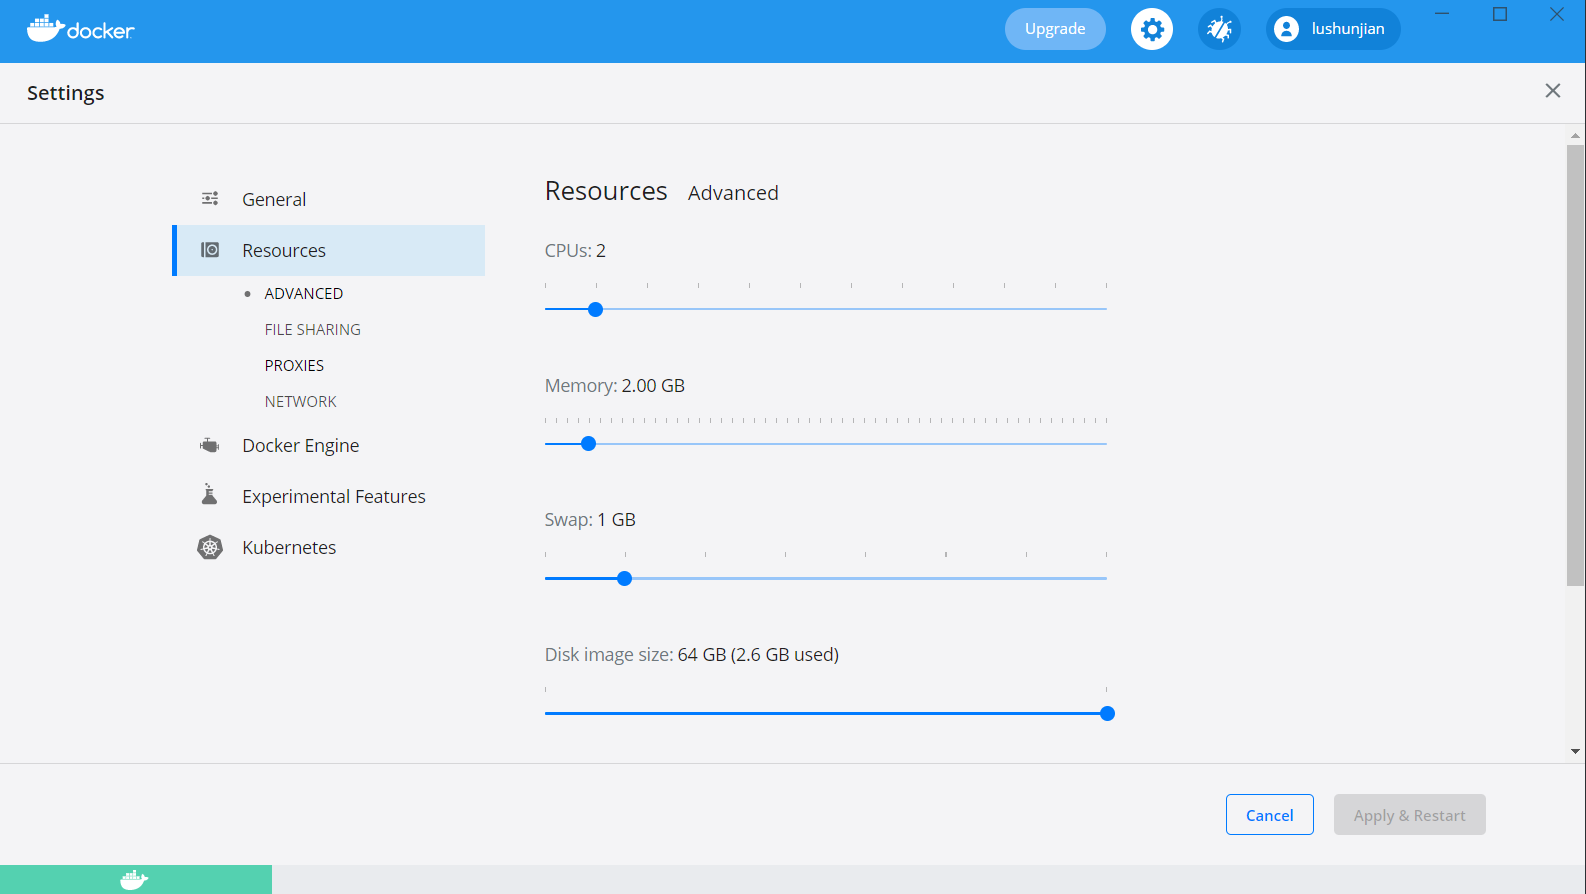 docker
Upgrade
lushunjian
Settings
General
Resources
ADVANCED
FILE SHARING
PROXIES
NETWORK
Docker Engine
Experimental Features
Kubernetes
Resources Advanced
CPUs: 2
Memory: 2.00 GB
Swap: 1 GB
Disk image size: 64 GB (2.6 GB used)
Cancel
Apply & Restart